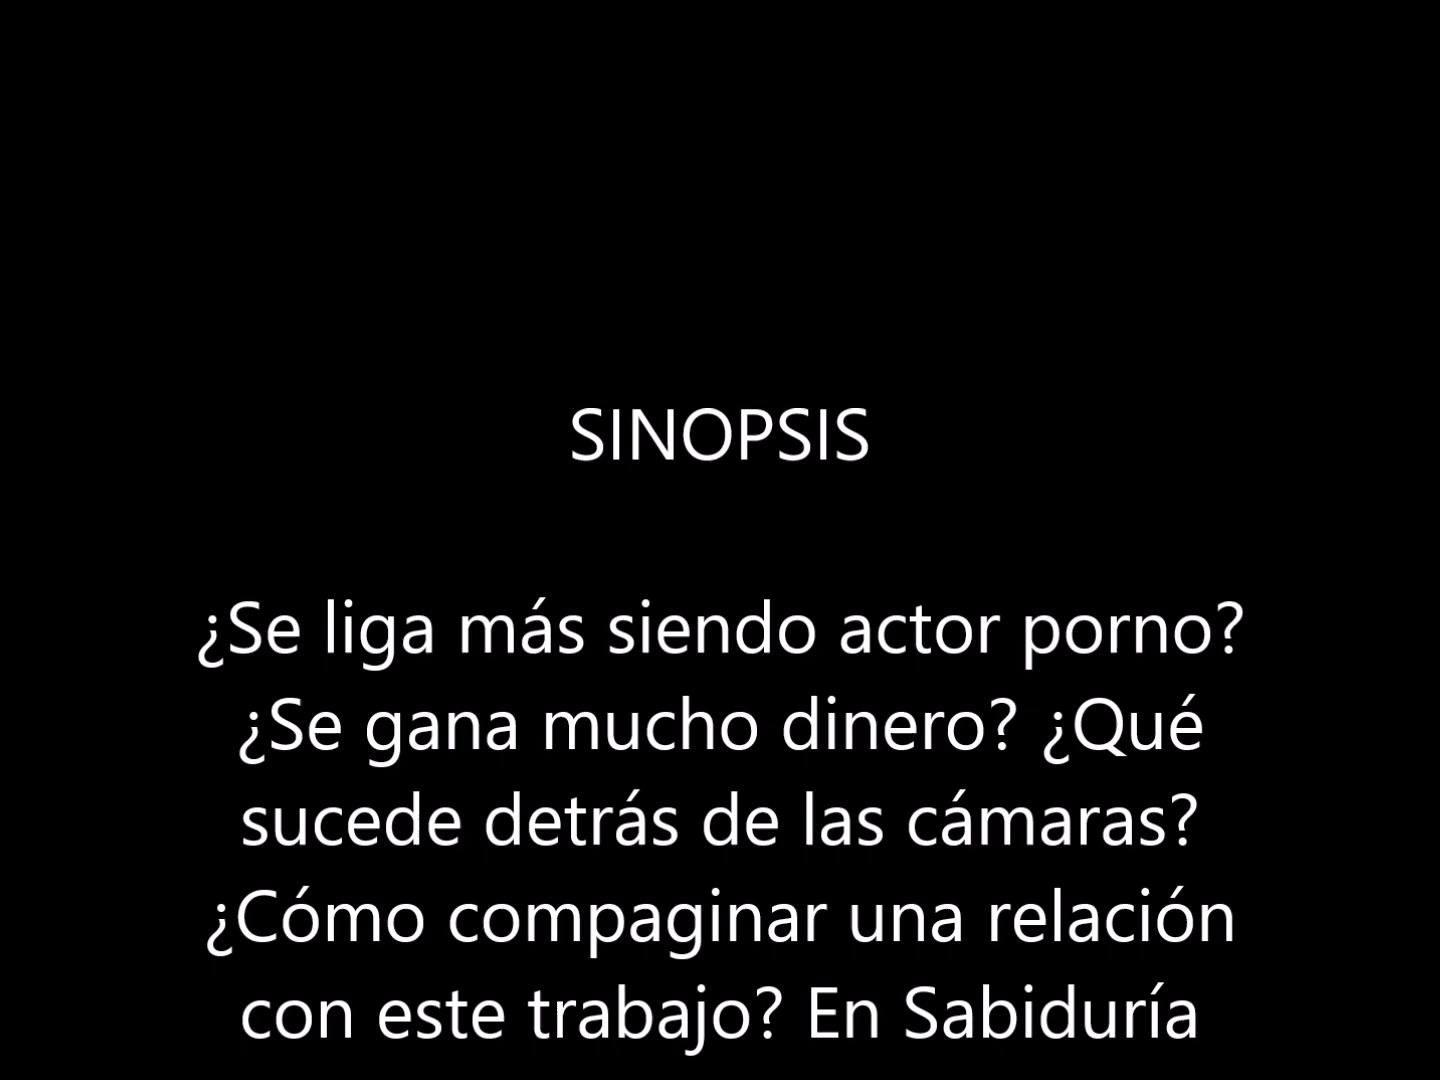 SINOPSIS
¿Se liga más siendo actor porno?
¿Se gana mucho dinero? ¿Qué
sucede detrás de las cámaras?
¿Cómo compaginar una relación
con este trabajo? En Sabiduría